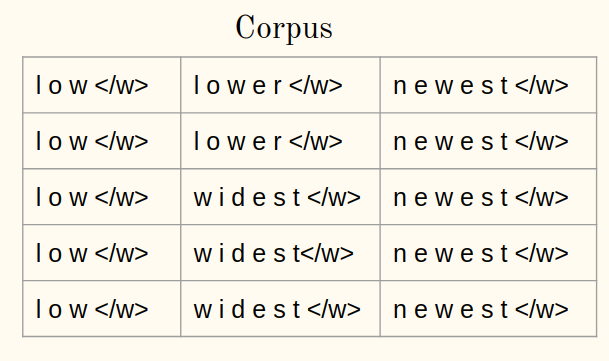 Corpus
l o w </w> l o w e r </w> n e w e s t </w>
l o w </w> l o w e r </w> n e w e s t </w>
l o w </w> w i d e s t </w> n e w e s t </w>
l o w </w> w i d e s t</w> n e w e s t </w>
l o w </w> w i d e s t </w> n e w e s t </w>